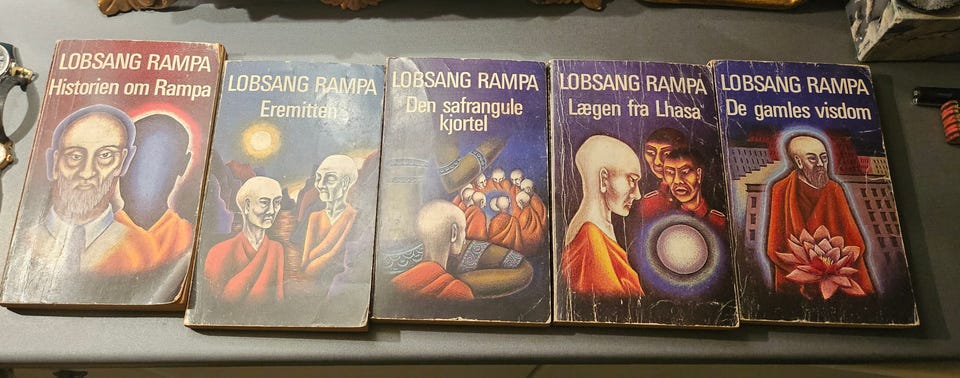 LOBSANG RAMPA
Historien om Rampa
LOBSANG RAMPA
Eremitten
LOBSANG RAMPA
Den safrangule
kjortel
LOBSANG RAMPA
Lægen fra Lhasa
LOBSANG RAMPA
De gamles visdom